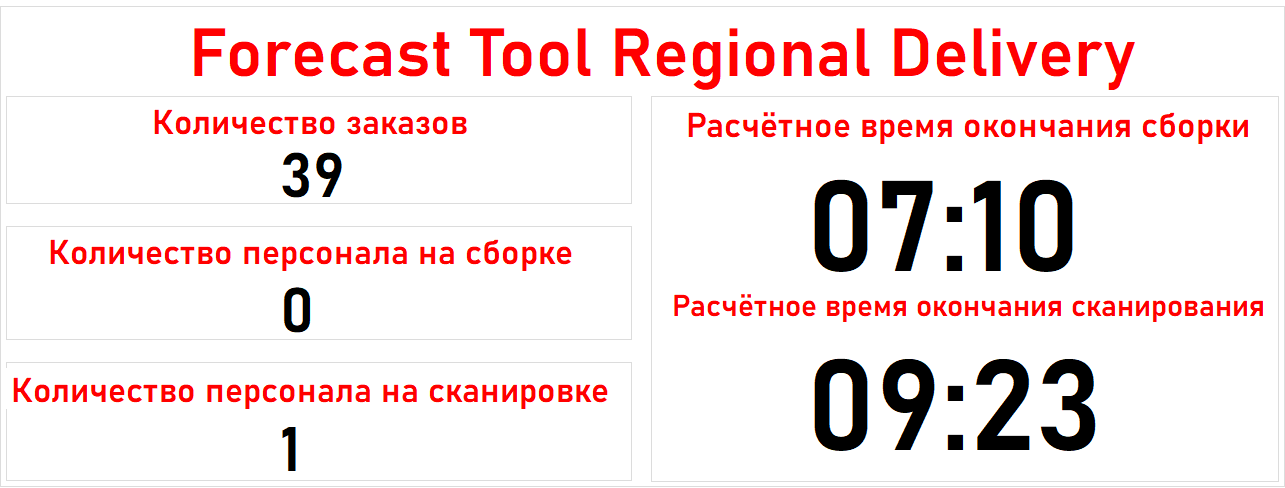 Forecast Tool Regional Delivery
Количество заказов
39
Количество персонала на сборке
0
Количество персонала на сканировке
1
Расчётное время окончания сборки
07:10
Расчётное время окончания сканирования
09:23